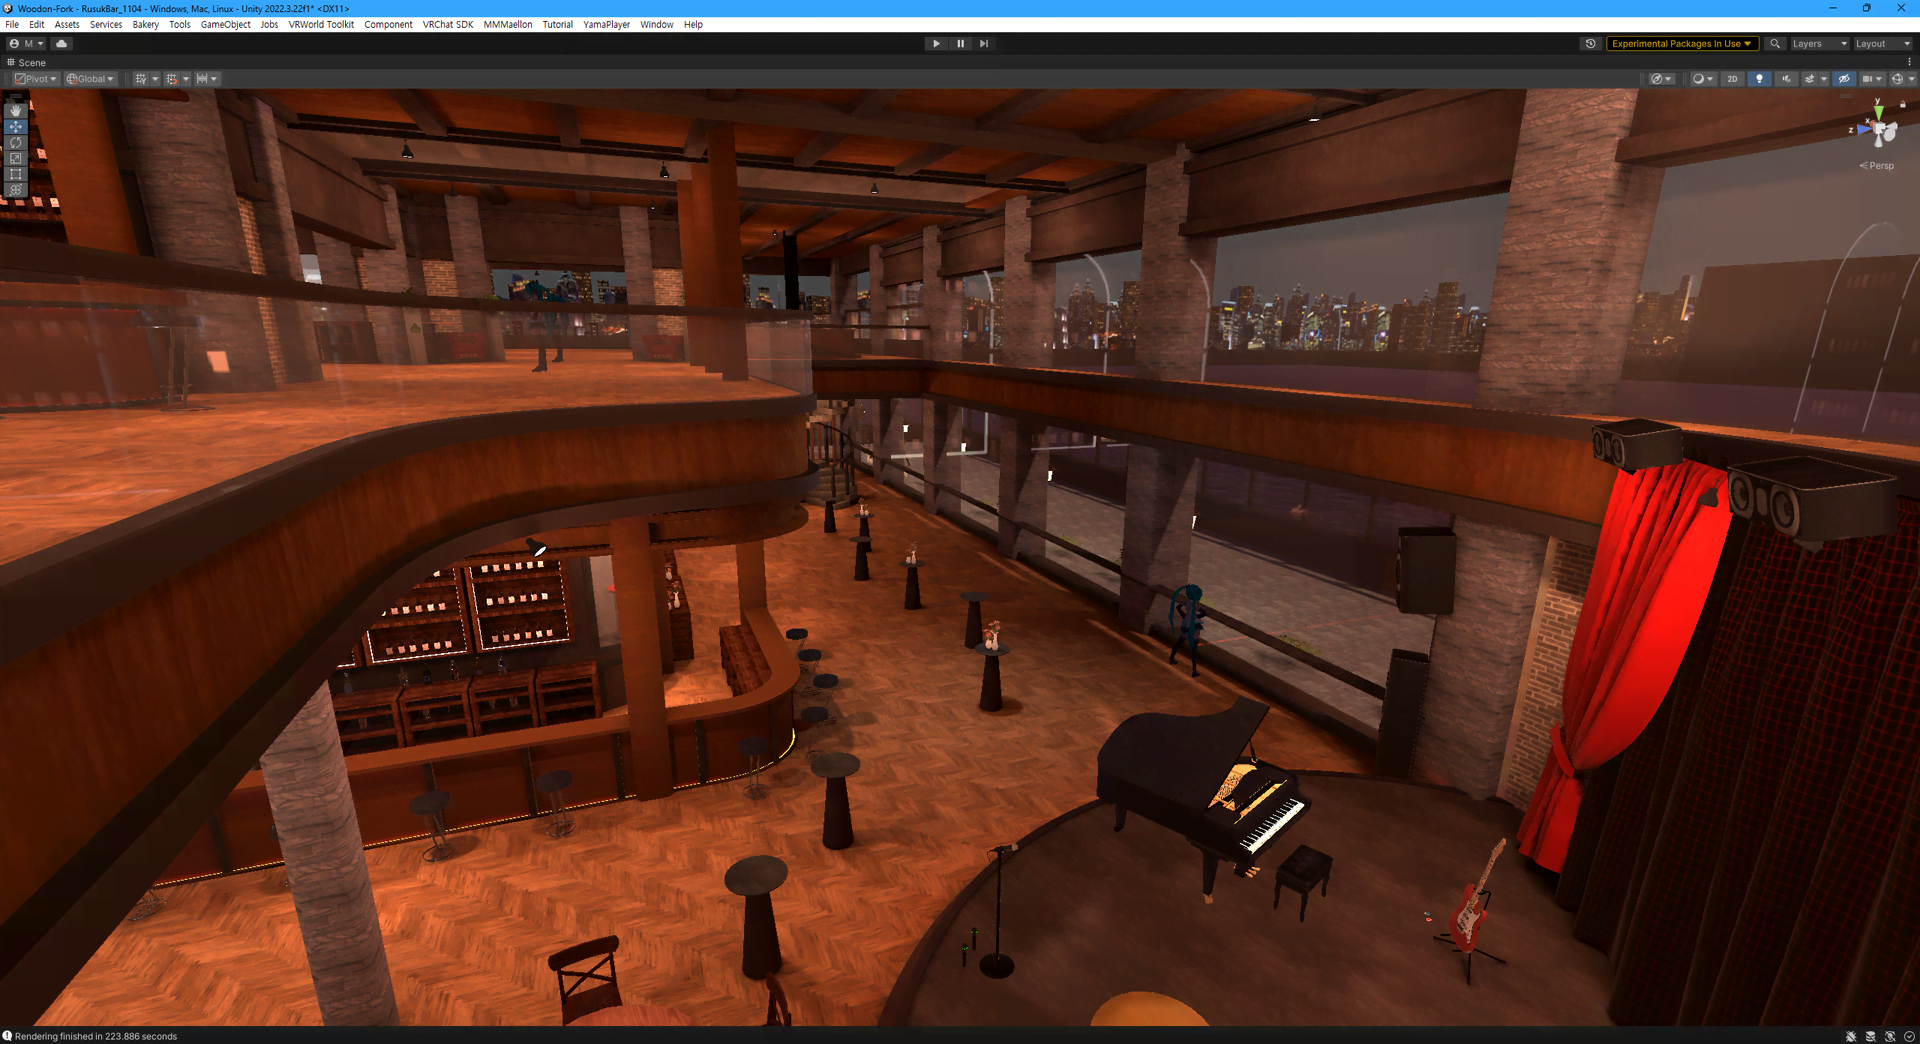 Woodon-Fork - RusukBar_1104 - Windows, Mac, Linux - Unity 2022.3.22f1* <DX11>
File Edit Assets Services Bakery Tools GameObject Jobs VRWorld Toolkit Component VRChat SDK MMMaellon Tutorial YamaPlayer Window Help
M Experimental Packages In Use Layers Layout
Scene
Pivot Global 2D
y
x
z
Persp
Rendering finished in 223.886 seconds